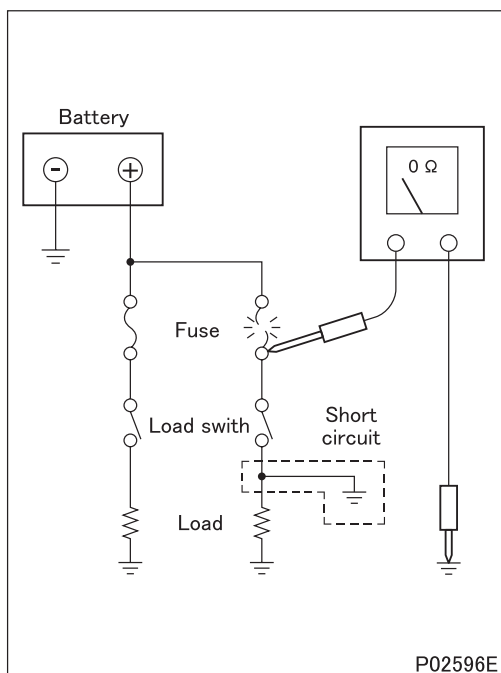 Battery
- +
0 Ω
Fuse
Load swith
Short
circuit
Load
P02596E